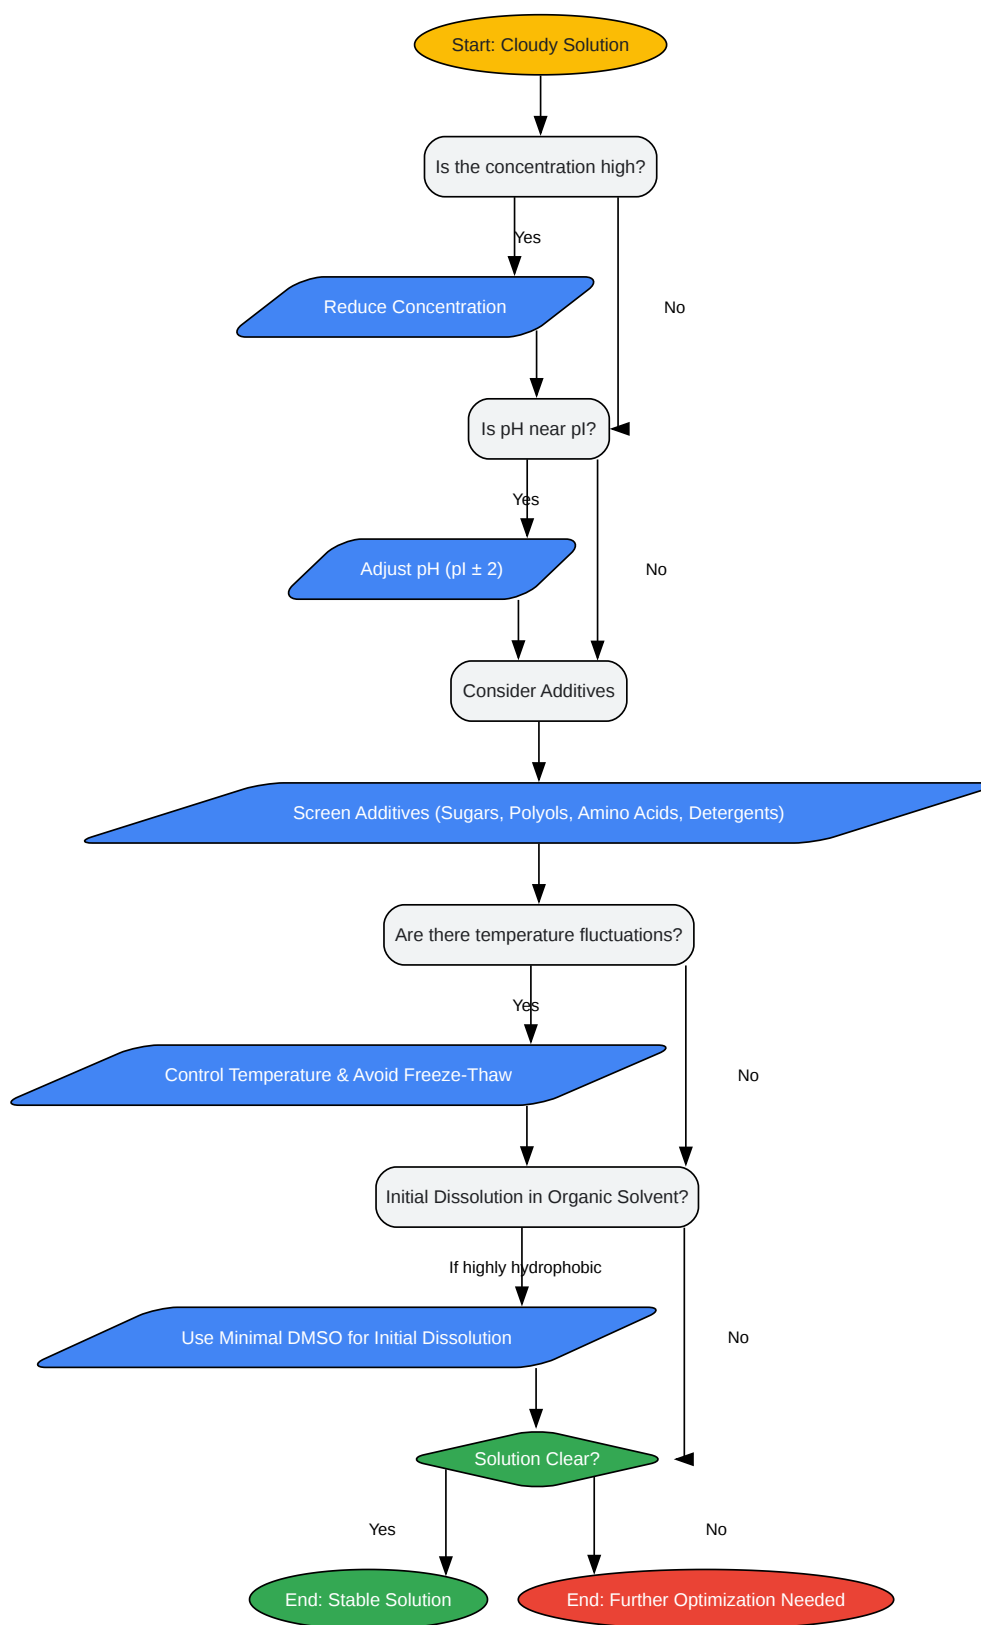 Start: Cloudy Solution
Is the concentration high?
Yes
Reduce Concentration
No
Is pH near pI?
Yes
Adjust pH (pI ± 2)
No
Consider Additives
Screen Additives (Sugars, Polyols, Amino Acids, Detergents)
Are there temperature fluctuations?
Yes
Control Temperature & Avoid Freeze-Thaw
No
Initial Dissolution in Organic Solvent?
If highly hydrophobic
Use Minimal DMSO for Initial Dissolution
No
Solution Clear?
Yes
No
End: Stable Solution
End: Further Optimization Needed